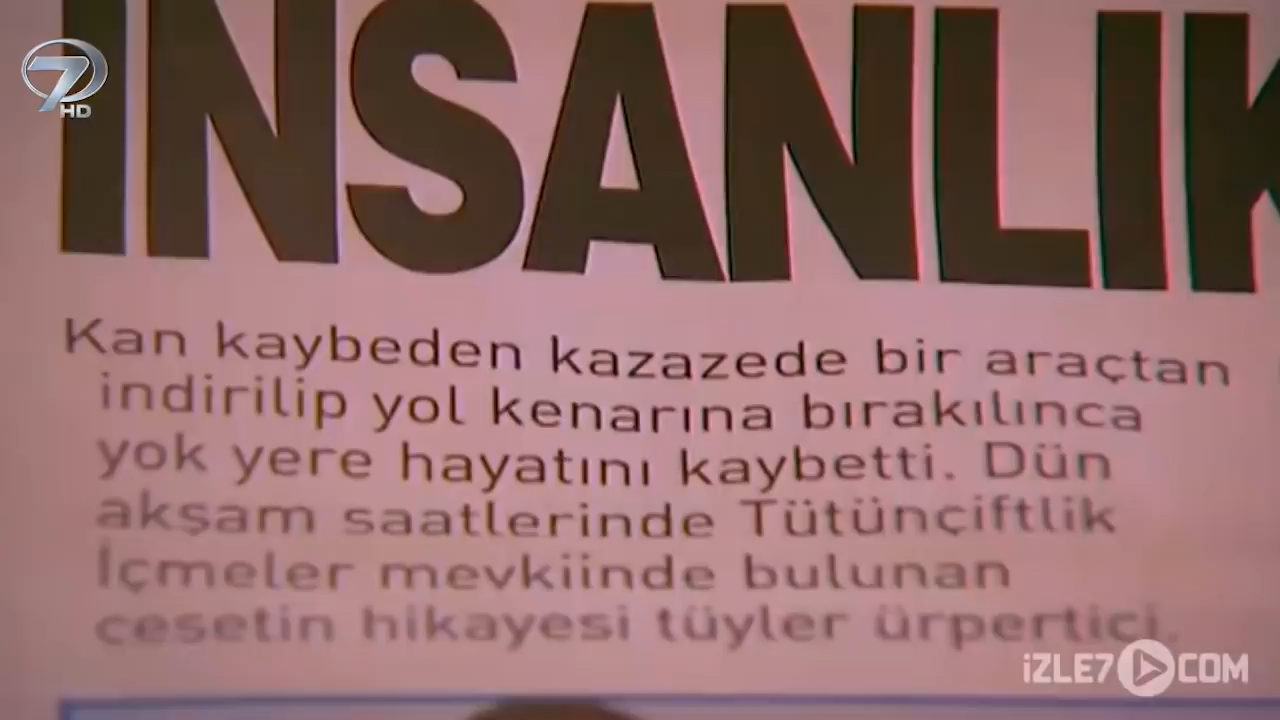 7
HD
İNSANLIK
Kan kaybeden kazazede bir araçtan
indirilip yol kenarına bırakılınca
yok yere hayatını kaybetti. Dün
akşam saatlerinde Tütünçiftlik
İçmeler mevkiinde bulunan
cesetin hikayesi tüyler ürpertici.
iZLE7 COM